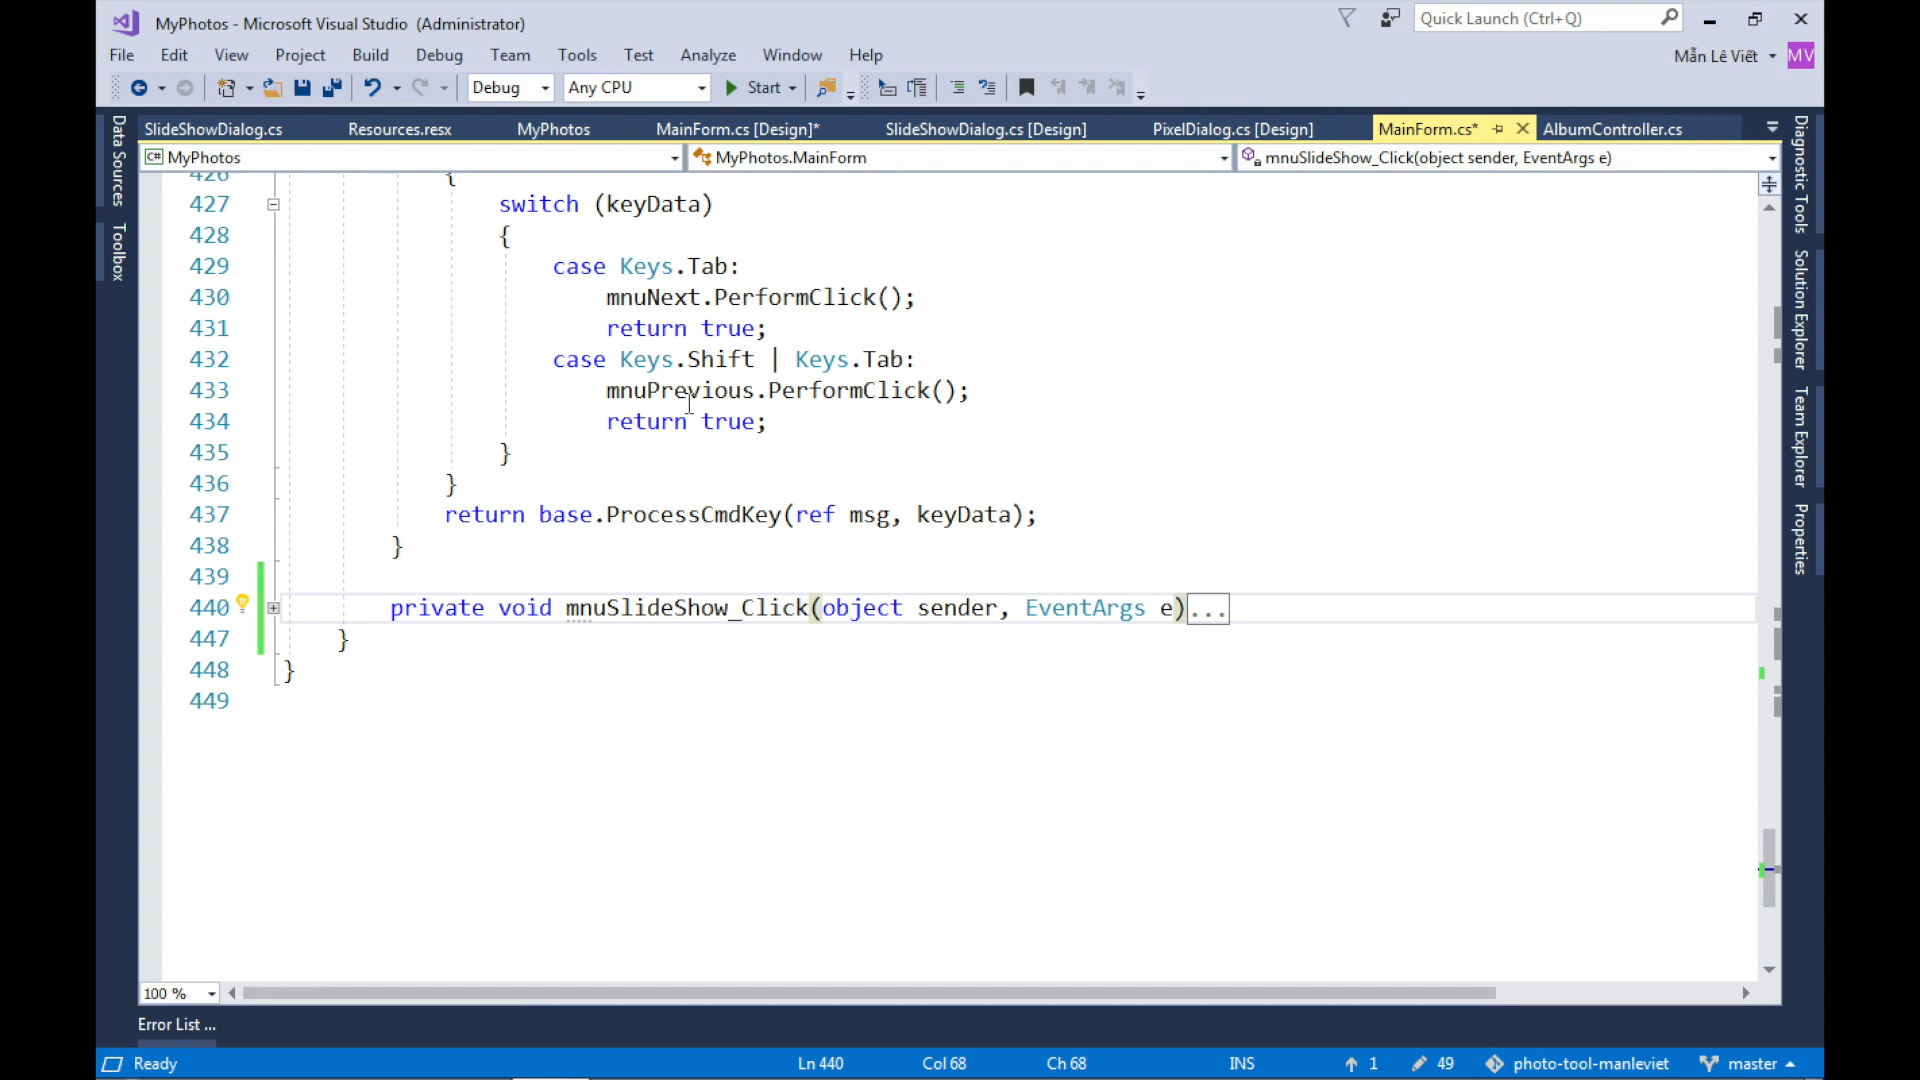 MyPhotos - Microsoft Visual Studio (Administrator)
Quick Launch (Ctrl+Q)
File Edit View Project Build Debug Team Tools Test Analyze Window Help
Mẫn Lê Viết MV
Debug Any CPU Start
SlideShowDialog.cs Resources.resx MyPhotos MainForm.cs [Design]* SlideShowDialog.cs [Design] PixelDialog.cs [Design] MainForm.cs* AlbumController.cs
C# MyPhotos MyPhotos.MainForm mnuSlideShow_Click(object sender, EventArgs e)
Data Sources
Toolbox
Diagnostic Tools
Solution Explorer
Team Explorer
Properties
426 {
427 switch (keyData)
428 {
429 case Keys.Tab:
430 mnuNext.PerformClick();
431 return true;
432 case Keys.Shift | Keys.Tab:
433 mnuPrevious.PerformClick();
434 return true;
435 }
436 }
437 return base.ProcessCmdKey(ref msg, keyData);
438 }
439
440 private void mnuSlideShow_Click(object sender, EventArgs e)...
447 }
448 }
449
100 %
Error List ...
Ready Ln 440 Col 68 Ch 68 INS 1 49 photo-tool-manleviet master